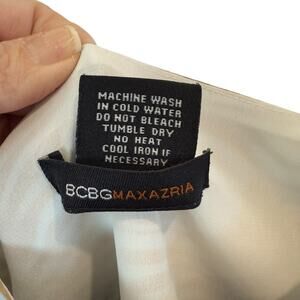 MACHINE WASH
IN COLD WATER
DO NOT BLEACH
TUMBLE DRY
NO HEAT
COOL IRON IF
NECESSARY
BCBGMAXAZRIA